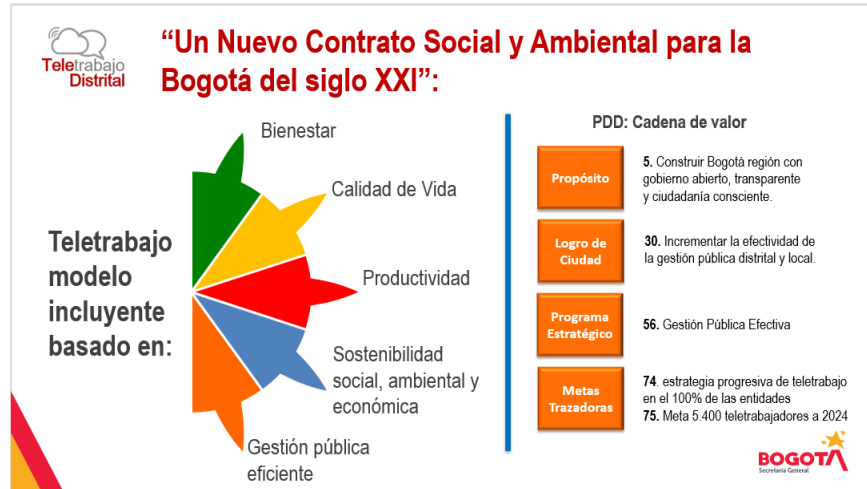 Teletrabajo
Distrital
“Un Nuevo Contrato Social y Ambiental para la
Bogotá del siglo XXI”:
Teletrabajo
modelo
incluyente
basado en:
Bienestar
Calidad de Vida
Productividad
Sostenibilidad
social, ambiental y
económica
Gestión pública
eficiente
PDD: Cadena de valor
Propósito
5. Construir Bogotá región con
gobierno abierto, transparente
y ciudadanía consciente.
Logro de
Ciudad
30. Incrementar la efectividad de
la gestión pública distrital y local.
Programa
Estratégico
56. Gestión Pública Efectiva
Metas
Trazadoras
74. estrategia progresiva de teletrabajo
en el 100% de las entidades
75. Meta 5.400 teletrabajadores a 2024
BOGOTÁ
Secretaría General